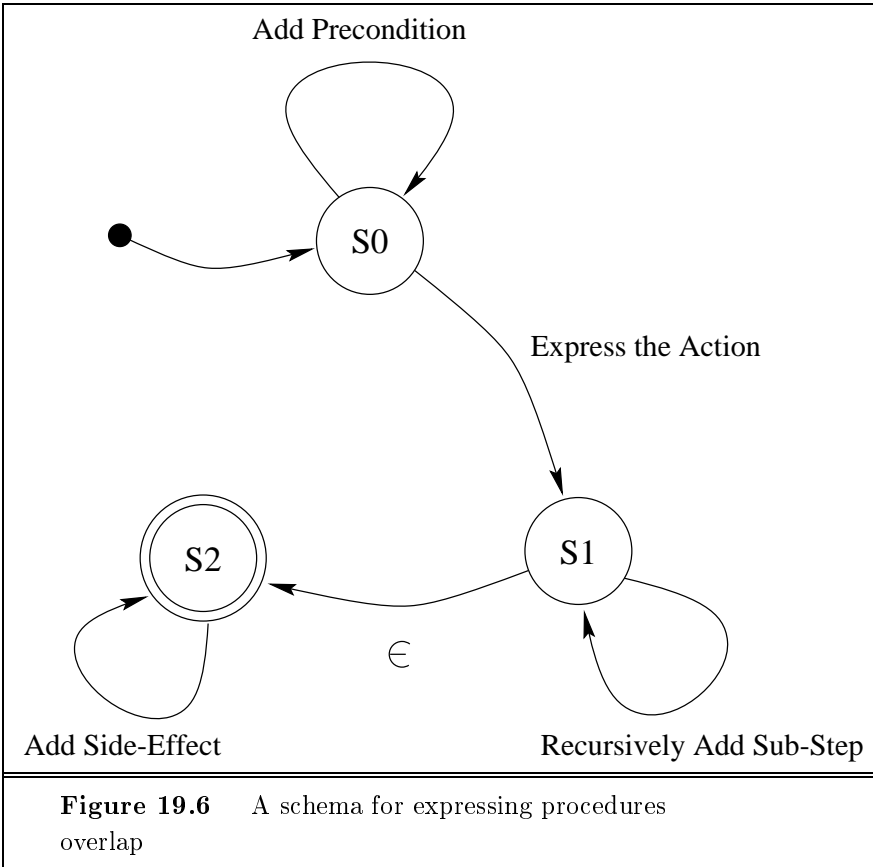 Add Precondition
S0
Express the Action
S1
S2
∈
Add Side-Effect
Recursively Add Sub-Step
Figure 19.6 A schema for expressing procedures
overlap